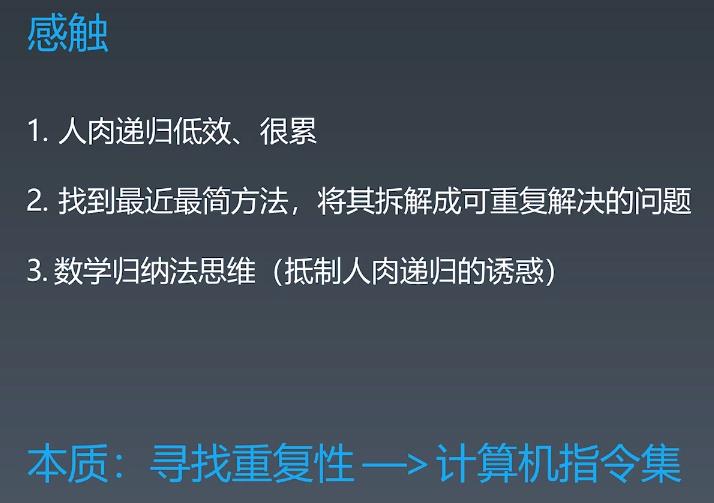 感触
1. 人肉递归低效、很累
2. 找到最近最简方法，将其拆解成可重复解决的问题
3. 数学归纳法思维（抵制人肉递归的诱惑）
本质：寻找重复性 —> 计算机指令集